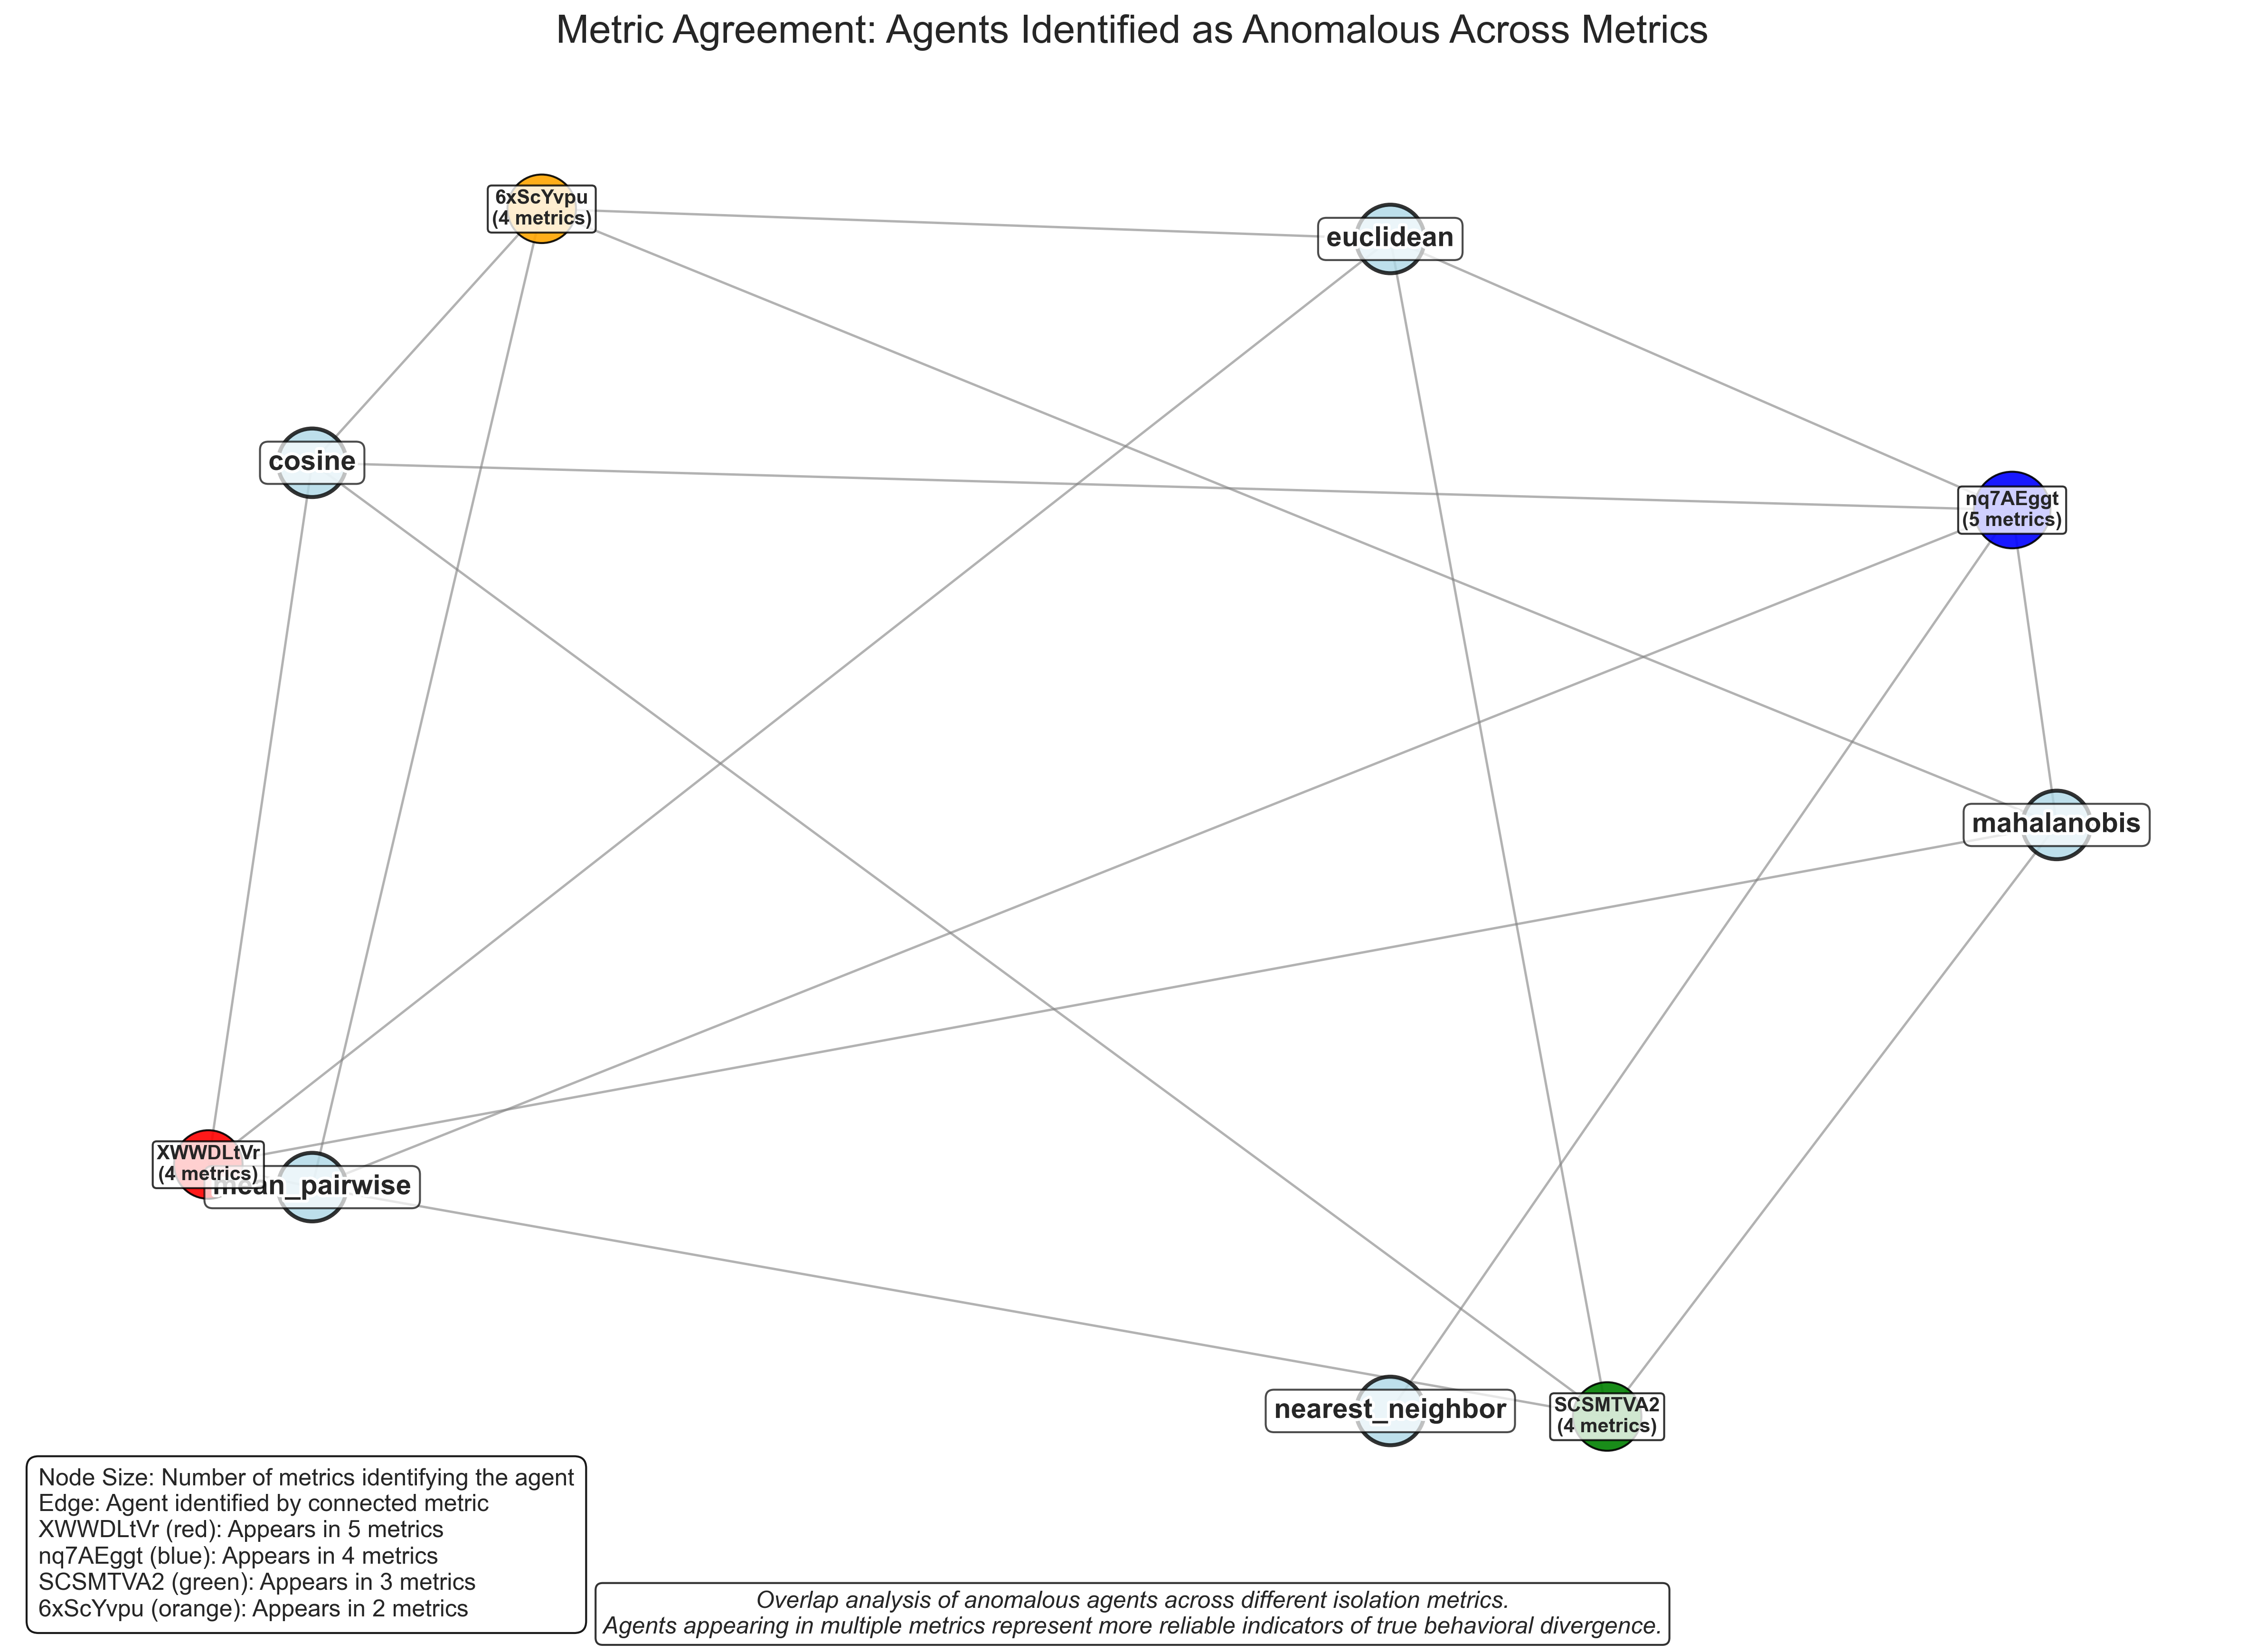 Metric Agreement: Agents Identified as Anomalous Across Metrics
6xScYvpu
(4 metrics)
euclidean
cosine
nq7AEggt
(5 metrics)
mahalanobis
XWWDLtVr
(4 metrics)
mean_pairwise
nearest_neighbor
SCSMTVA2
(4 metrics)
Node Size: Number of metrics identifying the agent
Edge: Agent identified by connected metric
XWWDLtVr (red): Appears in 5 metrics
nq7AEggt (blue): Appears in 4 metrics
SCSMTVA2 (green): Appears in 3 metrics
6xScYvpu (orange): Appears in 2 metrics
Overlap analysis of anomalous agents across different isolation metrics.
Agents appearing in multiple metrics represent more reliable indicators of true behavioral divergence.